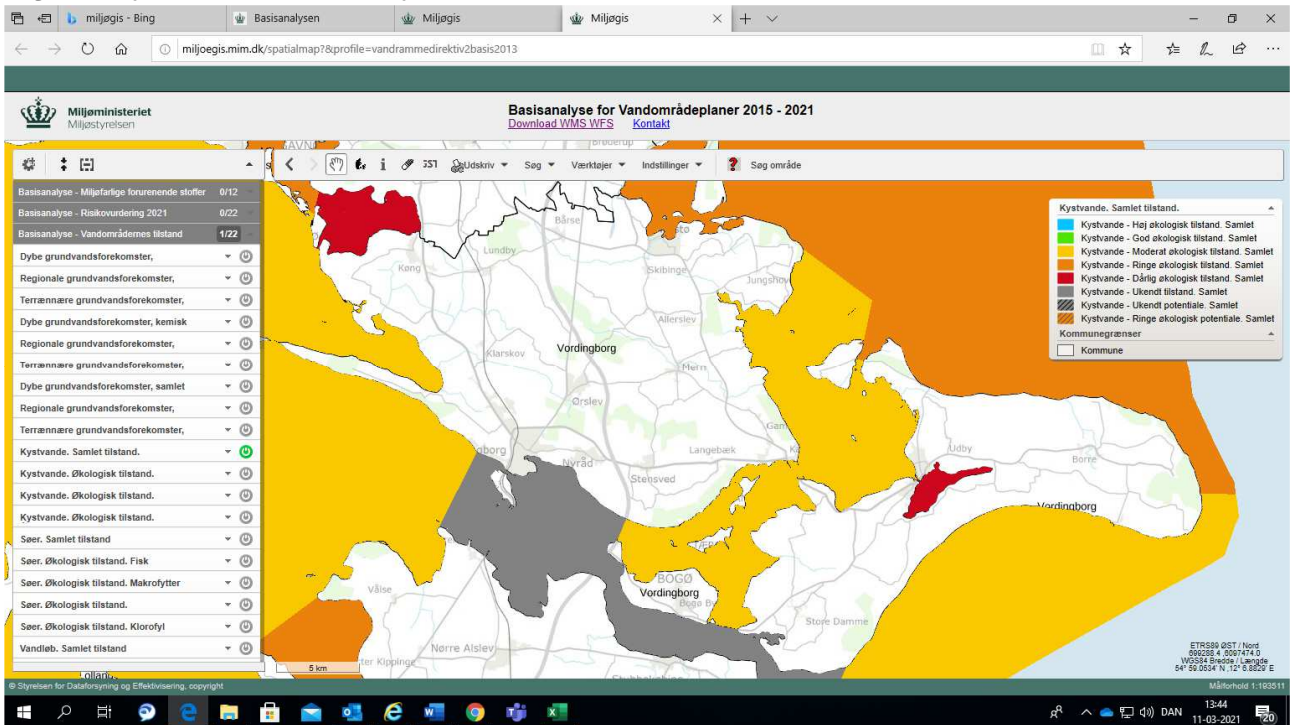 miljøgis - Bing
Basisanalysen
Miljøgis
Miljøgis
miljoegis.mim.dk/spatialmap?&profile=vandrammedirektiv2basis2013
Miljøministeriet
Miljøstyrelsen
Basisanalyse for Vandområdeplaner 2015 - 2021
Download WMS WFS Kontakt
GAVN
Brøderup
Udskriv
Søg
Værktøjer
Indstillinger
Søg område
Basisanalyse - Miljøfarlige forurenende stoffer 0/12
Basisanalyse - Risikovurdering 2021 0/22
Basisanalyse - Vandområdernes tilstand 1/22
Dybe grundvandsforekomster,
Regionale grundvandsforekomster,
Terrænnære grundvandsforekomster,
Dybe grundvandsforekomster, kemisk
Regionale grundvandsforekomster,
Terrænnære grundvandsforekomster,
Dybe grundvandsforekomster, samlet
Regionale grundvandsforekomster,
Terrænnære grundvandsforekomster,
Kystvande. Samlet tilstand.
Kystvande. Økologisk tilstand.
Kystvande. Økologisk tilstand.
Kystvande. Økologisk tilstand.
Søer. Samlet tilstand
Søer. Økologisk tilstand. Fisk
Søer. Økologisk tilstand. Makrofytter
Søer. Økologisk tilstand.
Søer. Økologisk tilstand. Klorofyl
Vandløb. Samlet tilstand
Kystvande. Samlet tilstand.
Kystvande - Høj økologisk tilstand. Samlet
Kystvande - God økologisk tilstand. Samlet
Kystvande - Moderat økologisk tilstand. Samlet
Kystvande - Ringe økologisk tilstand. Samlet
Kystvande - Dårlig økologisk tilstand. Samlet
Kystvande - Ukendt tilstand. Samlet
Kystvande - Ukendt potentiale. Samlet
Kystvande - Ringe økologisk potentiale. Samlet
Kommunegrænser
Kommune
Bårse
Lundby
Køng
Skibinge
Jungshov
Allerslev
Vordingborg
Klarskov
Mern
Ørslev
Langebæk
Udby
Borre
Nyråd
Stensved
Vordingborg
BOGØ
Vordingborg
Bogø By
Vålse
Store Damme
Nørre Alslev
ter Kippinge
5 km
ETRS89 ØST / Nord
WGS84 Bredde / Længde
© Styrelsen for Dataforsyning og Effektivisering, copyright
Målforhold 1:193511
DAN
13:44
11-03-2021
20